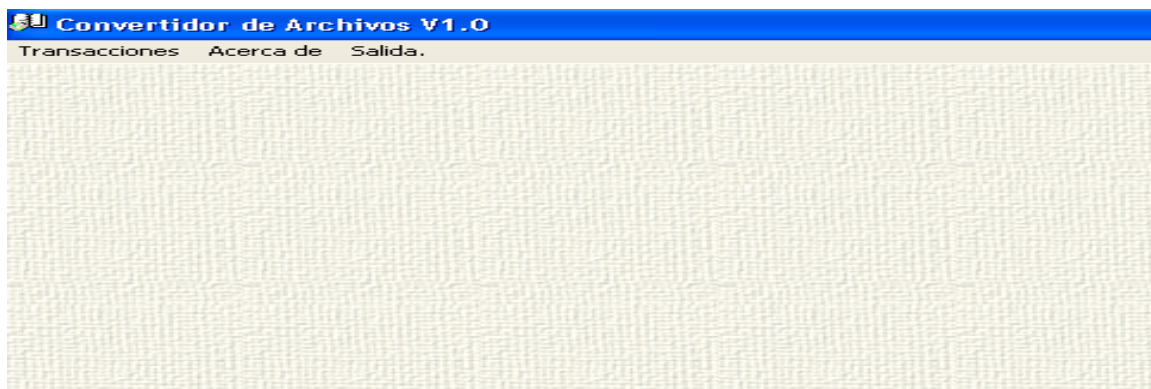 Convertidor de Archivos V1.0
Transacciones Acerca de Salida.